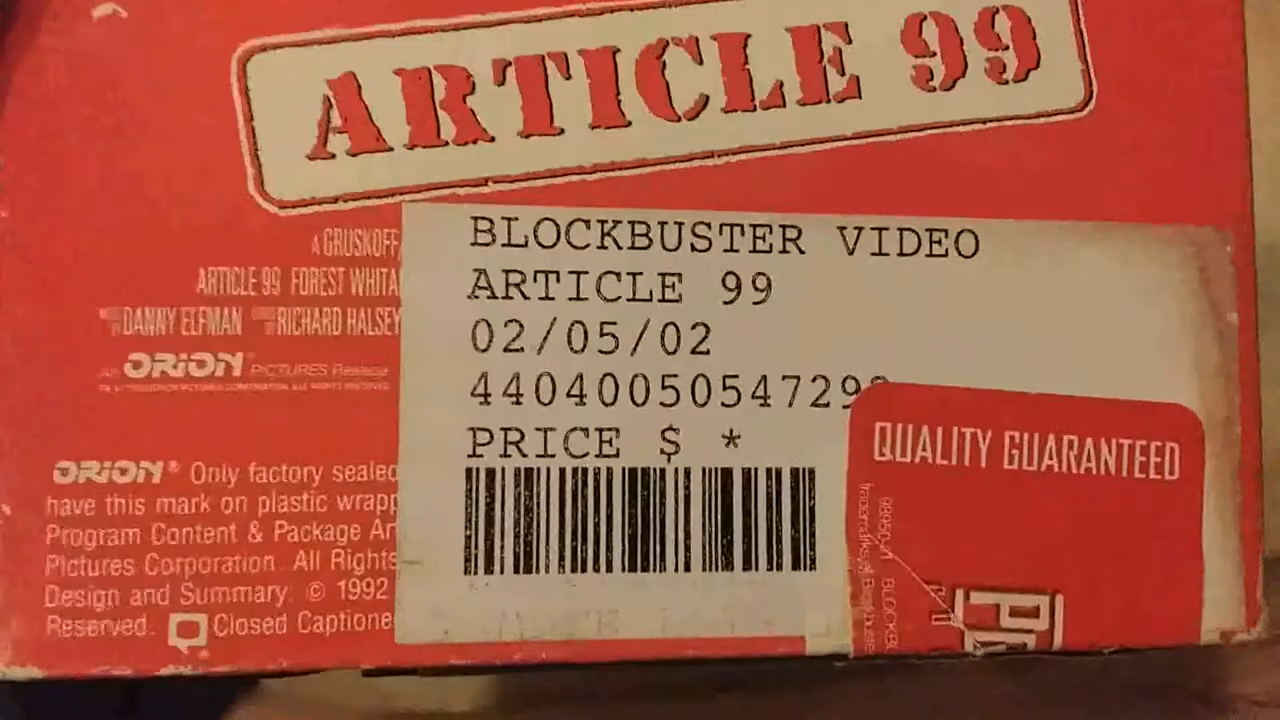 ARTICLE 99
A GRUSKOFF/
ARTICLE 99 FOREST WHITA
DANNY ELFMAN RICHARD HALSEY
AN ORION® PICTURES Release
ORION® Only factory sealed
have this mark on plastic wrapp
Program Content & Package Ar
Pictures Corporation. All Rights
Design and Summary: © 1992
Reserved. Closed Captione
BLOCKBUSTER VIDEO
ARTICLE 99
02/05/02
44040050547299
PRICE $ *
QUALITY GUARANTEED